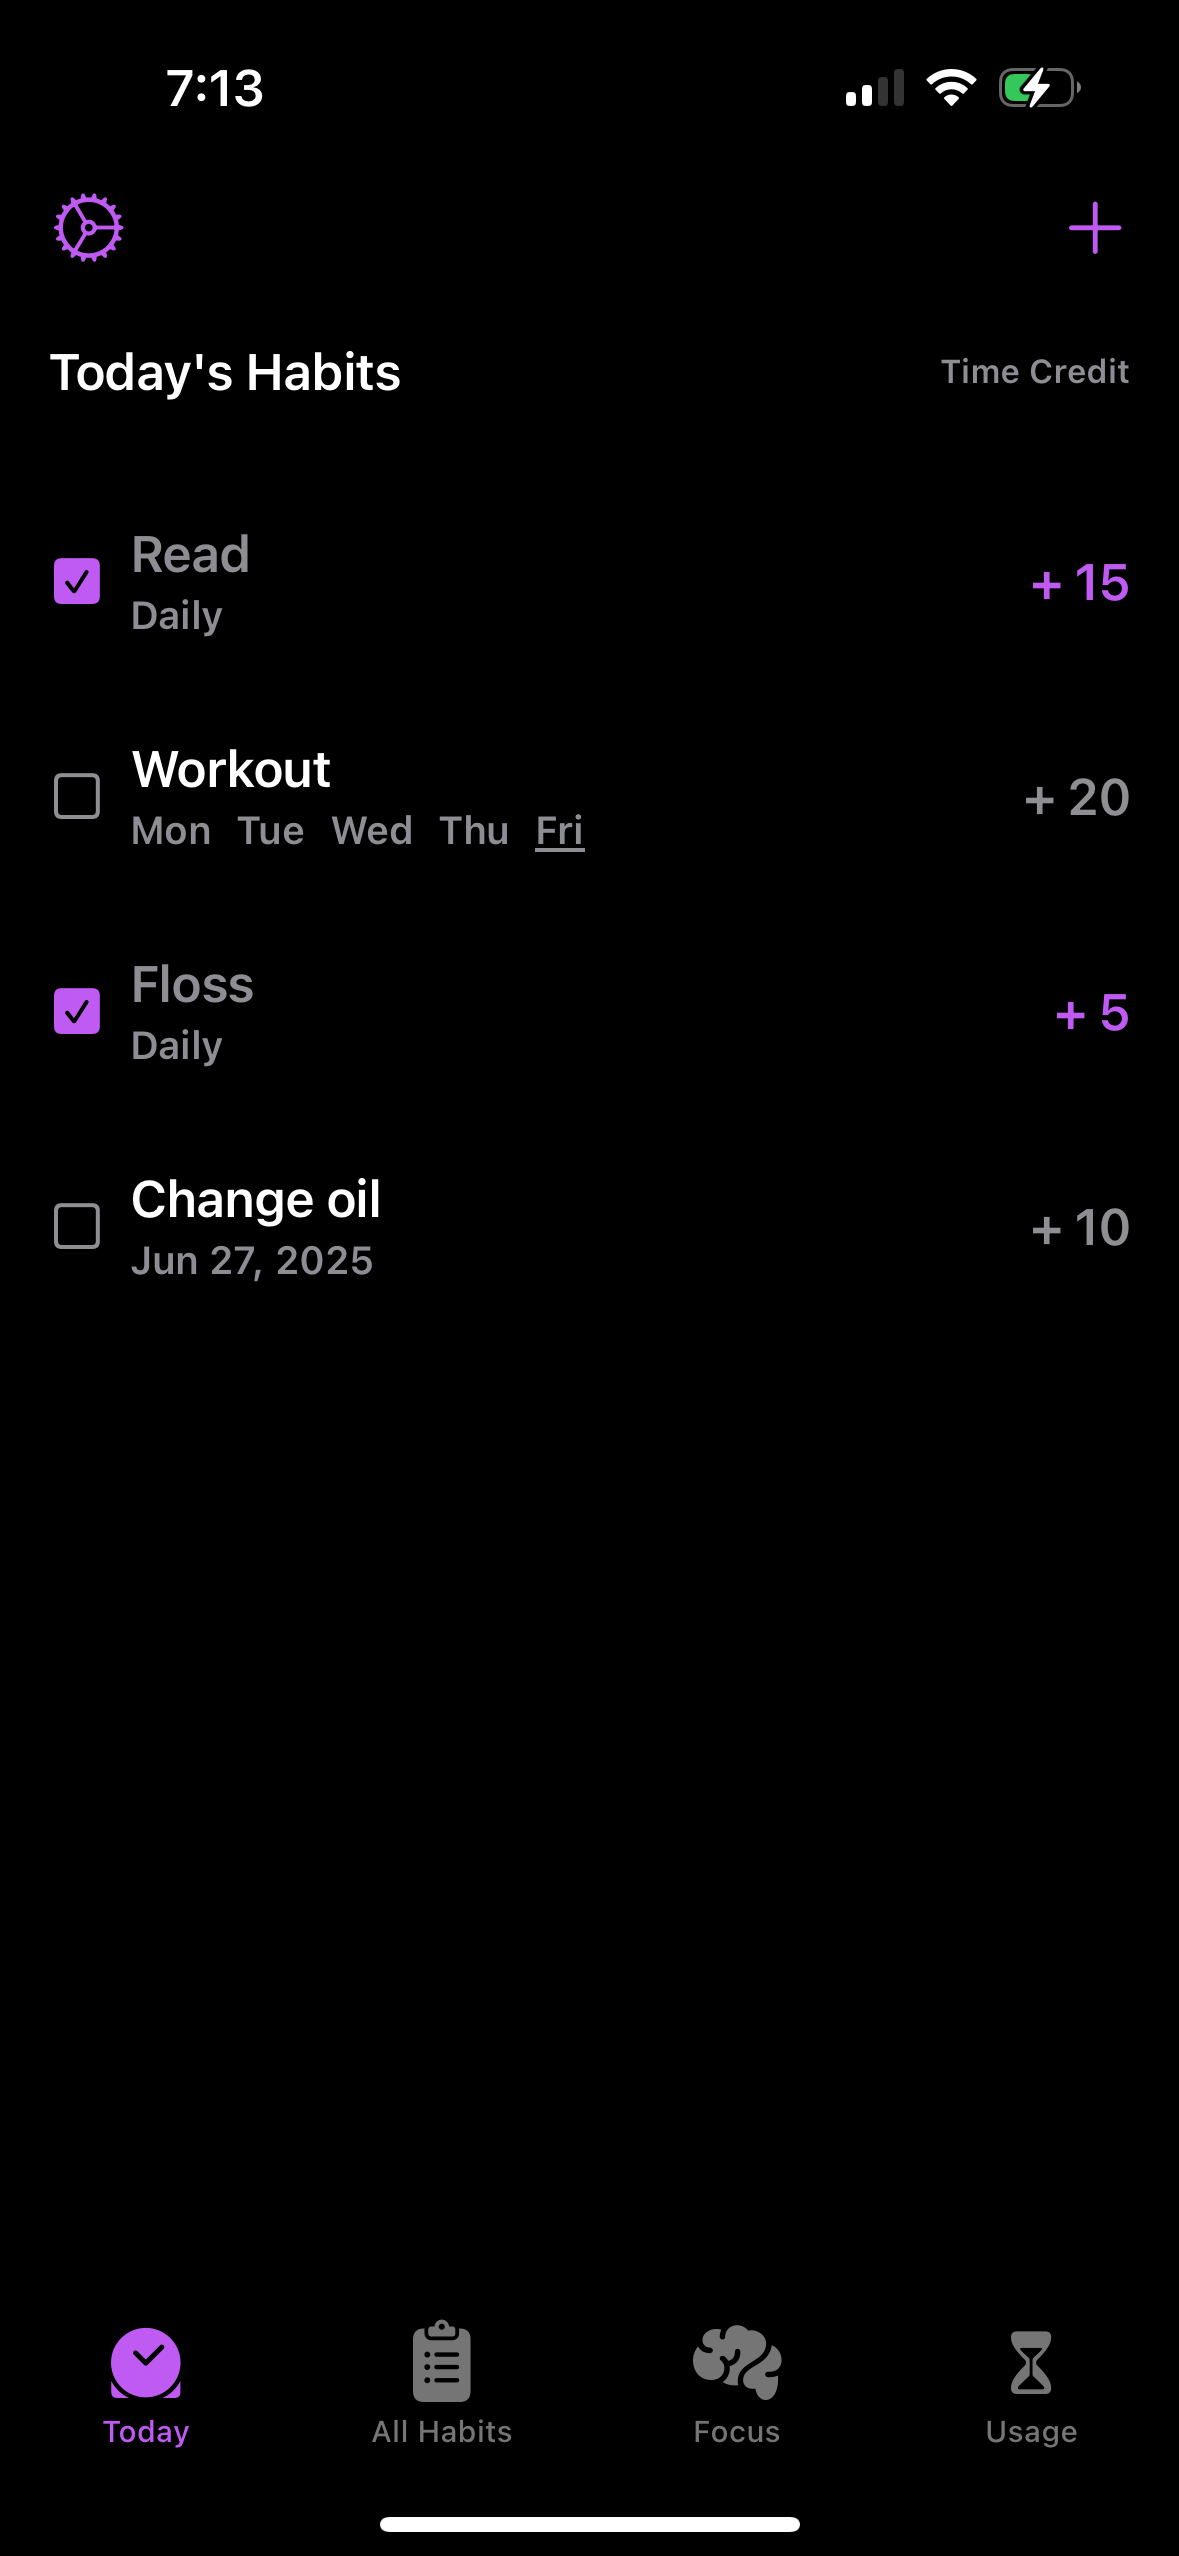 7:13
Today's Habits Time Credit
Read
Daily
+ 15
Workout
Mon Tue Wed Thu Fri
+ 20
Floss
Daily
+ 5
Change oil
Jun 27, 2025
+ 10
Today All Habits Focus Usage